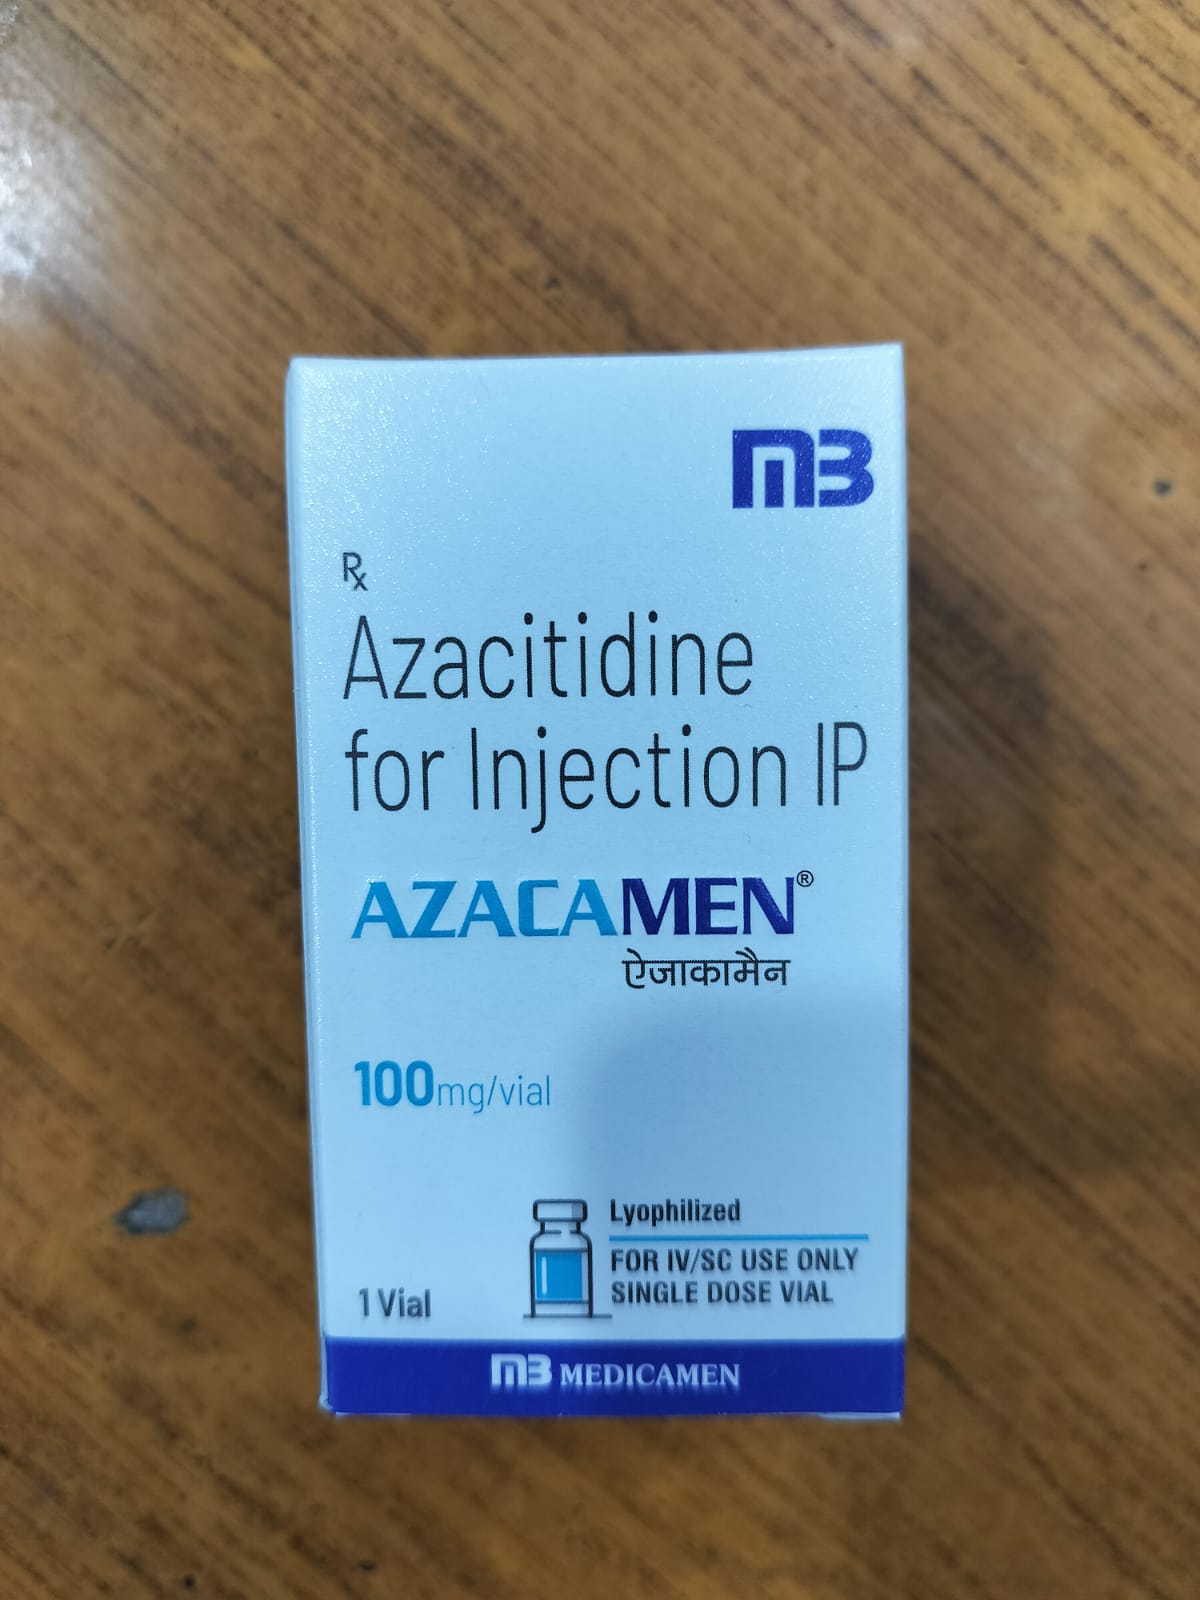 MB
Rx
Azacitidine
for Injection IP
AZACAMEN®
ऐजाकामैन
100mg/vial
Lyophilized
FOR IV/SC USE ONLY
SINGLE DOSE VIAL
1 Vial
MB MEDICAMEN